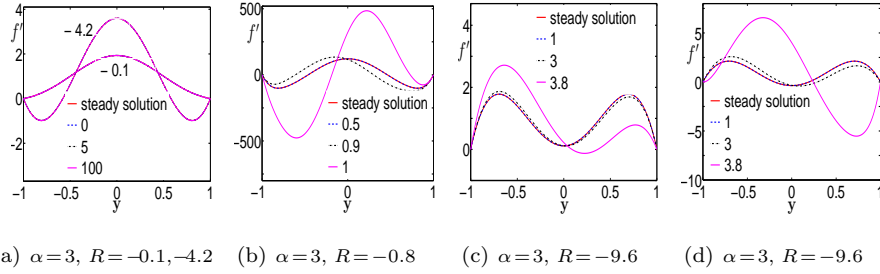 f′
4
2
0
−2
−4.2
−0.1
steady solution
0
5
100
−1 −0.5 0 0.5 1
y
f′
500
0
−500
steady solution
0.5
0.9
1
−1 −0.5 0 0.5 1
y
f′
4
2
0
steady solution
1
3
3.8
−1 −0.5 0 0.5 1
y
f′
5
0
−5
−10
steady solution
1
3
3.8
−1 −0.5 0 0.5 1
y
a) α=3, R=−0.1,−4.2 (b) α=3, R=−0.8 (c) α=3, R=−9.6 (d) α=3, R=−9.6